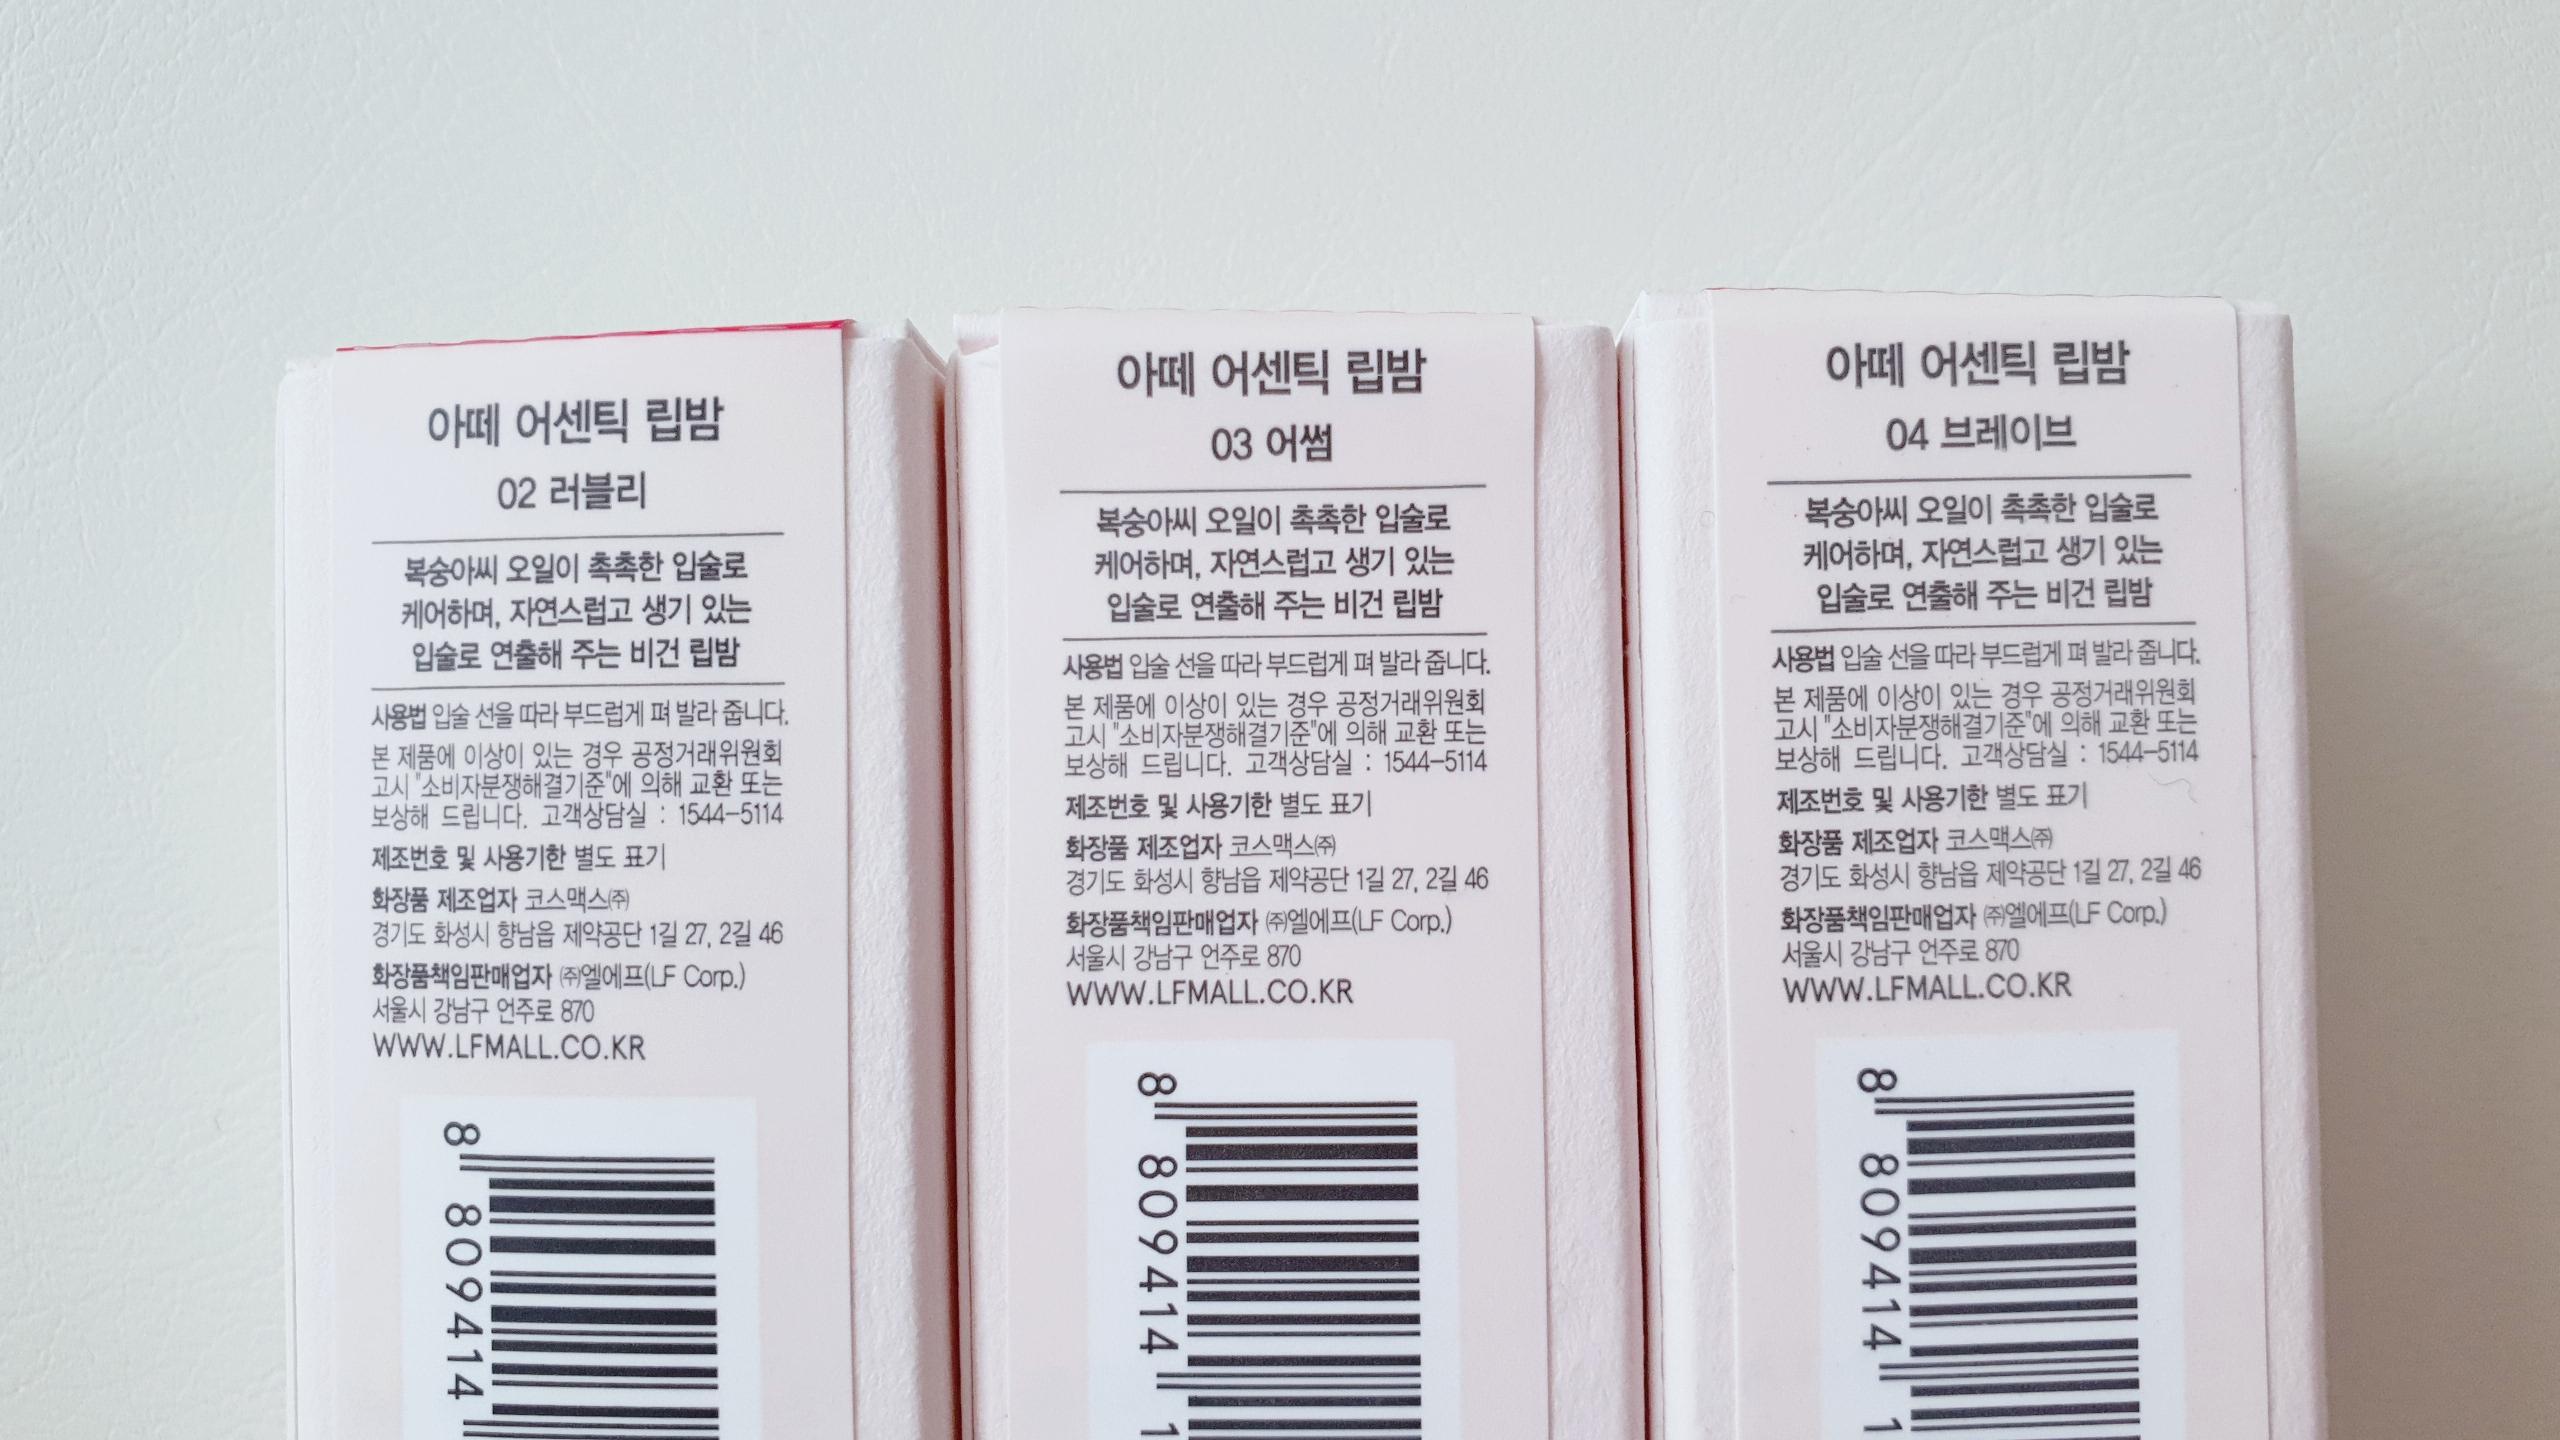 아떼 어센틱 립밤
02 러블리
복숭아씨 오일이 촉촉한 입술로
케어하며, 자연스럽고 생기 있는
입술로 연출해 주는 비건 립밤
사용법 입술 선을 따라 부드럽게 펴 발라 줍니다.
본 제품에 이상이 있는 경우 공정거래위원회
고시 "소비자분쟁해결기준"에 의해 교환 또는
보상해 드립니다. 고객상담실 : 1544-5114
제조번호 및 사용기한 별도 표기
화장품 제조업자 코스맥스㈜
경기도 화성시 향남읍 제약공단 1길 27, 2길 46
화장품책임판매업자 ㈜엘에프(LF Corp.)
서울시 강남구 언주로 870
WWW.LFMALL.CO.KR
8 809414
아떼 어센틱 립밤
03 어썸
복숭아씨 오일이 촉촉한 입술로
케어하며, 자연스럽고 생기 있는
입술로 연출해 주는 비건 립밤
사용법 입술 선을 따라 부드럽게 펴 발라 줍니다.
본 제품에 이상이 있는 경우 공정거래위원회
고시 "소비자분쟁해결기준"에 의해 교환 또는
보상해 드립니다. 고객상담실 : 1544-5114
제조번호 및 사용기한 별도 표기
화장품 제조업자 코스맥스㈜
경기도 화성시 향남읍 제약공단 1길 27, 2길 46
화장품책임판매업자 ㈜엘에프(LF Corp.)
서울시 강남구 언주로 870
WWW.LFMALL.CO.KR
8 809414 1
아떼 어센틱 립밤
04 브레이브
복숭아씨 오일이 촉촉한 입술로
케어하며, 자연스럽고 생기 있는
입술로 연출해 주는 비건 립밤
사용법 입술 선을 따라 부드럽게 펴 발라 줍니다.
본 제품에 이상이 있는 경우 공정거래위원회
고시 "소비자분쟁해결기준"에 의해 교환 또는
보상해 드립니다. 고객상담실 : 1544-5114
제조번호 및 사용기한 별도 표기
화장품 제조업자 코스맥스㈜
경기도 화성시 향남읍 제약공단 1길 27, 2길 46
화장품책임판매업자 ㈜엘에프(LF Corp.)
서울시 강남구 언주로 870
WWW.LFMALL.CO.KR
8 809414 1